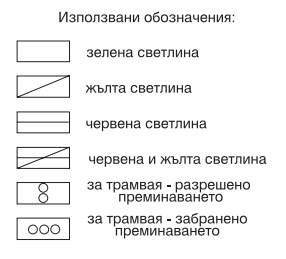 Използвани обозначения:
зелена светлина
жълта светлина
червена светлина
червена и жълта светлина
за трамвая - разрешено
преминаването
за трамвая - забранено
преминаването